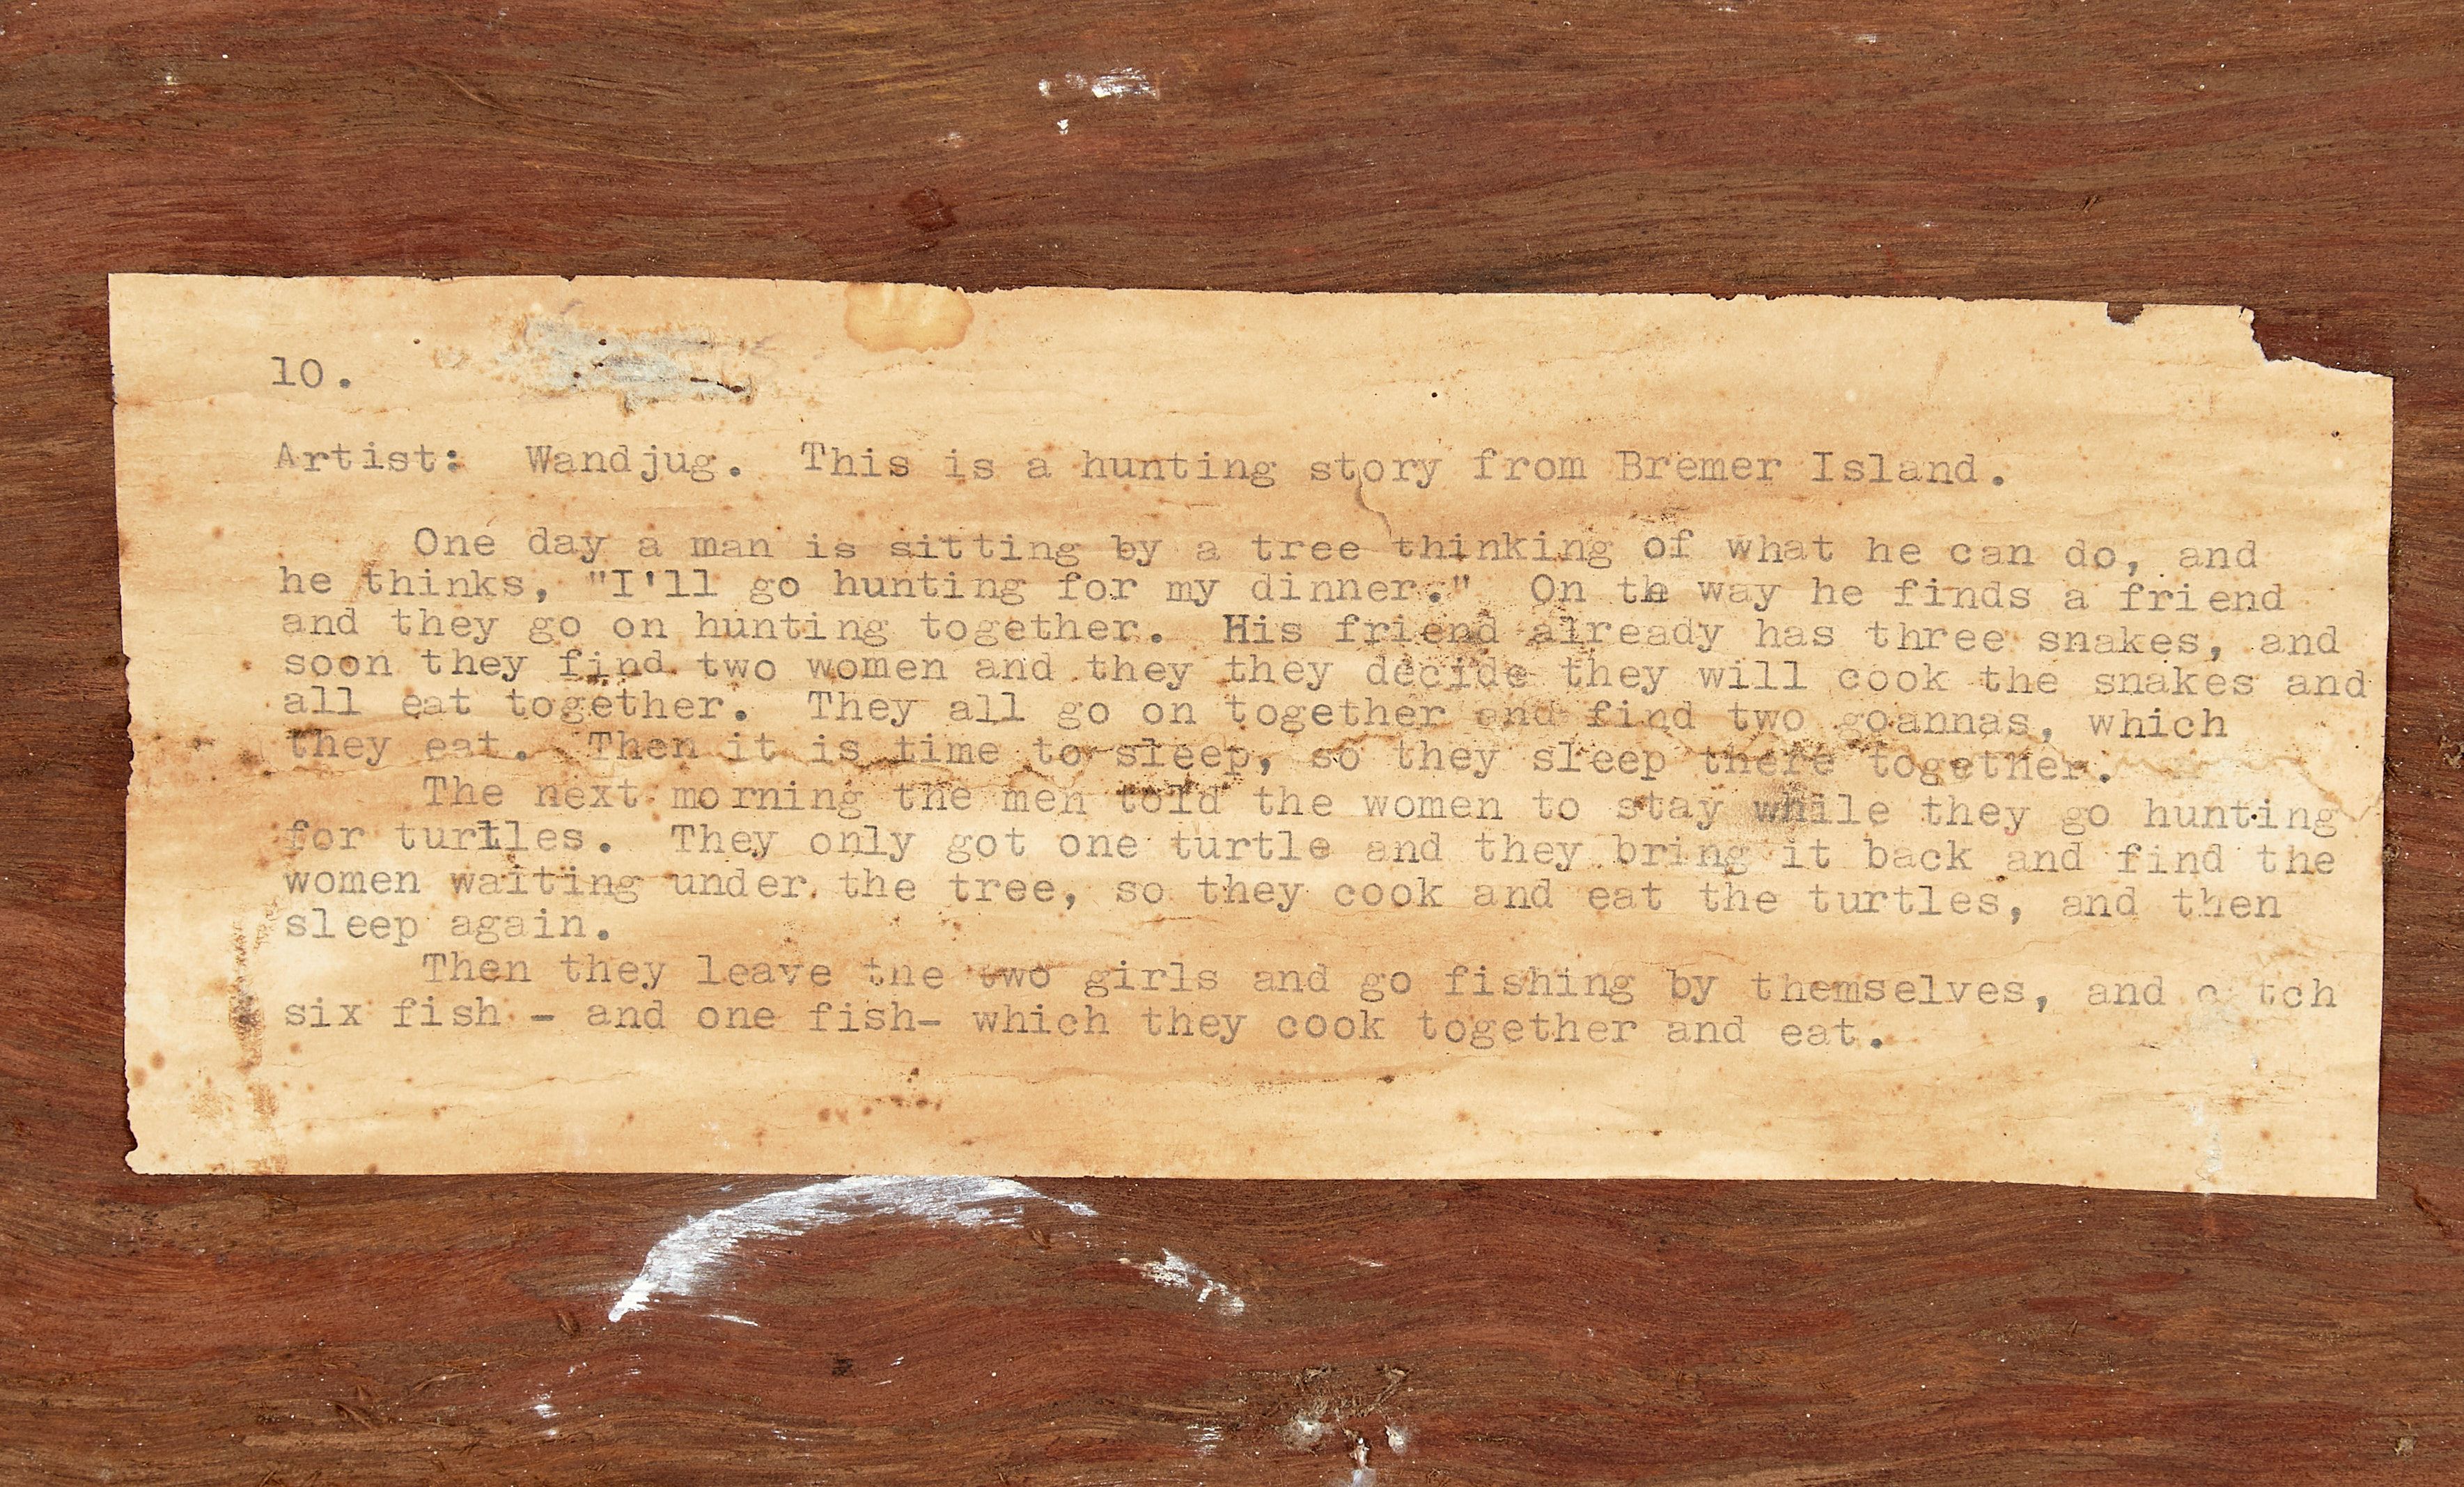 10.
Artist: Wandjug. This is a hunting story from Bremer Island.
One day a man is sitting by a tree thinking of what he can do, and
he thinks, "I'll go hunting for my dinner." On the way he finds a friend
and they go on hunting together. His friend already has three snakes, and
soon they find two women and they they decide they will cook the snakes and
all eat together. They all go on together and find two goannas, which
they eat. Then it is time to sleep, so they sleep there together.
The next morning the men told the women to stay while they go hunting
for turtles. They only got one turtle and they bring it back and find the
women waiting under the tree, so they cook and eat the turtles, and then
sleep again.
Then they leave the two girls and go fishing by themselves, and catch
six fish - and one fish- which they cook together and eat.